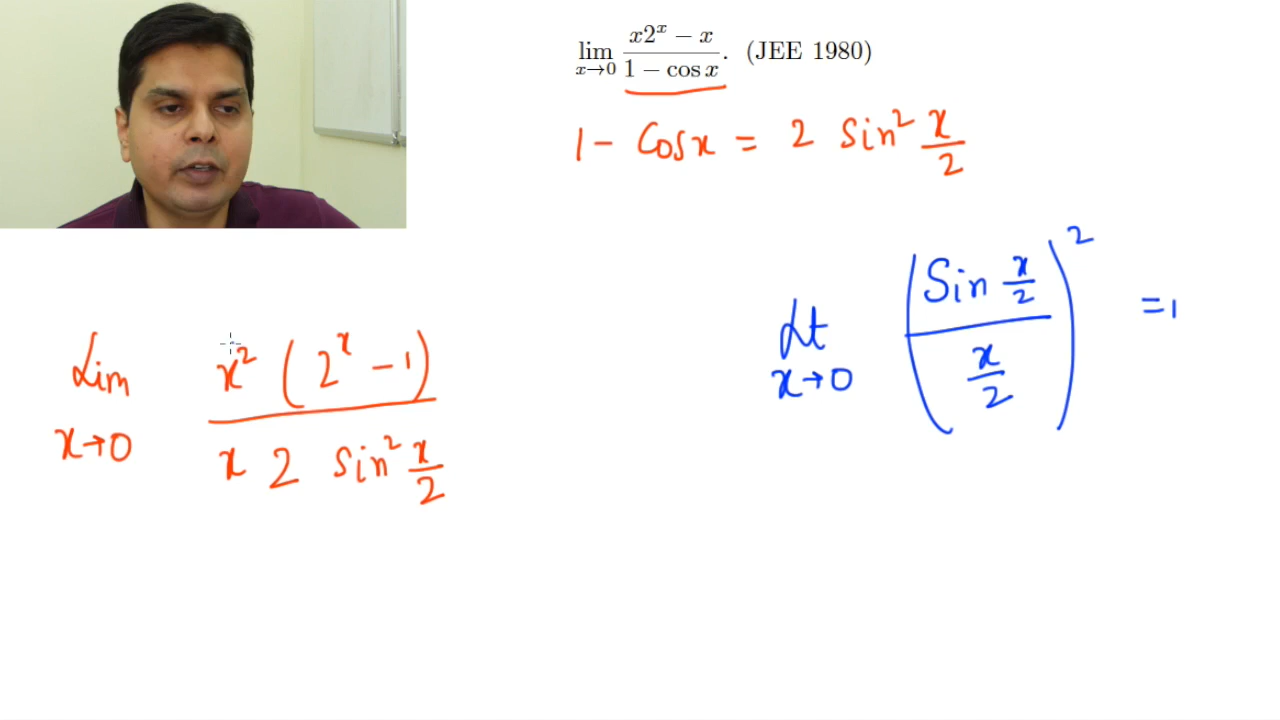 lim x→0 (x2^x − x)/(1 − cos x). (JEE 1980)
1 - Cosx = 2 Sin² x/2
Lt x→0 (Sin x/2 / x/2)² = 1
Lim x→0 x² (2^x - 1) / x 2 Sin² x/2